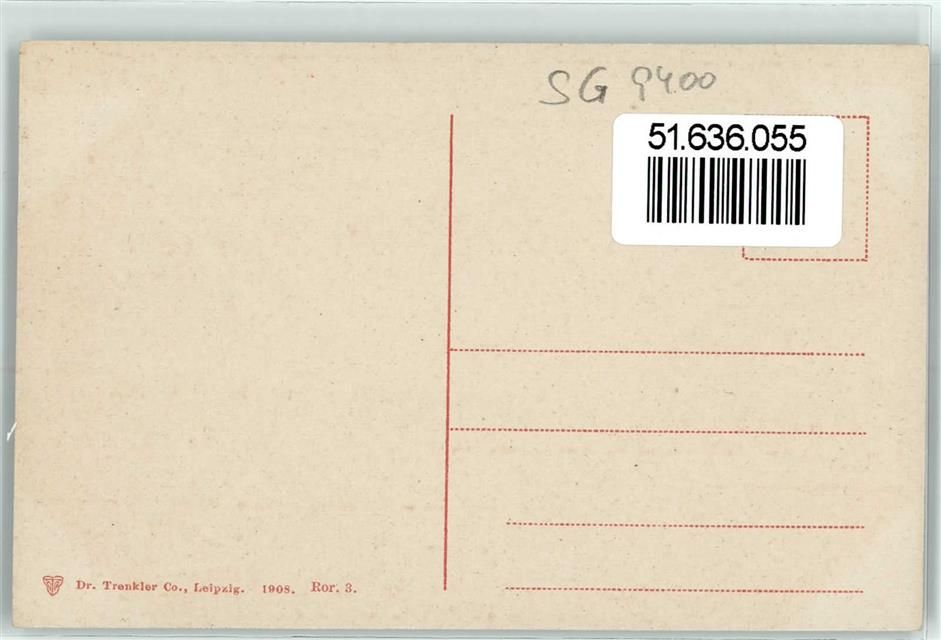 SG 9400
51.636.055
Dr. Trenkler Co., Leipzig. 1908. Ror. 3.